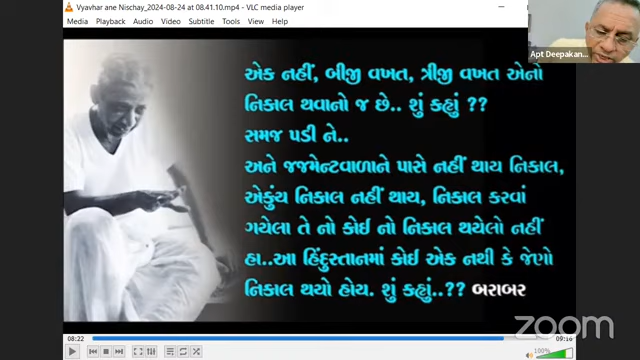 Vyavhar ane Nischay_2024-08-24 at 08.41.10.mp4 - VLC media player
Media Playback Audio Video Subtitle Tools View Help
Apt Deepakan...
એક નહીં, બીજી વખત, ત્રીજી વખત એનો
નિકાલ થવાનો જ છે.. શું કહ્યું ??
સમજ પડી ને..
અને જજમેન્ટવાળાને પાસે નહીં થાય નિકાલ,
એકુંય નિકાલ નહીં થાય, નિકાલ કરવાં
ગયેલા તે નો કોઈ નો નિકાલ થયેલો નહીં
હા..આ હિંદુસ્તાનમાં કોઈ એક નથી કે જેણો
નિકાલ થયો હોય. શું કહ્યું..?? બરાબર
08:22
09:16
zoom
100%